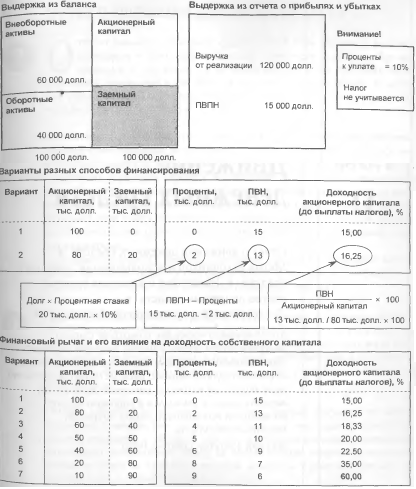 Выдержка из баланса
Выдержка из отчета о прибылях и убытках
Внеоборотные активы
60 000 долл.
Оборотные активы
40 000 долл.
100 000 долл.
Акционерный капитал
Заемный капитал
100 000 долл.
Выручка
от реализации 120 000 долл.
ПВПН 15 000 долл.
Внимание!
Проценты
к уплате = 10%
Налог
не учитывается
Варианты разных способов финансирования
Вариант Акционерный капитал, тыс. долл. Заемный капитал, тыс. долл. Проценты, тыс. долл. ПВН, тыс. долл. Доходность акционерного капитала (до выплаты налогов), %
1 100 0 0 15 15,00
2 80 20 2 13 16,25
Долг × Процентная ставка
20 тыс. долл. × 10%
ПВПН – Проценты
15 тыс. долл. – 2 тыс. долл.
ПВН
Акционерный капитал × 100
13 тыс. долл. / 80 тыс. долл. × 100
Финансовый рычаг и его влияние на доходность собственного капитала
Вариант Акционерный капитал, тыс. долл. Заемный капитал, тыс. долл. Проценты, тыс. долл. ПВН, тыс. долл. Доходность акционерного капитала (до выплаты налогов), %
1 100 0 0 15 15,00
2 80 20 2 13 16,25
3 60 40 4 11 18,33
4 50 50 5 10 20,00
5 40 60 6 9 22,50
6 20 80 8 7 35,00
7 10 90 9 6 60,00